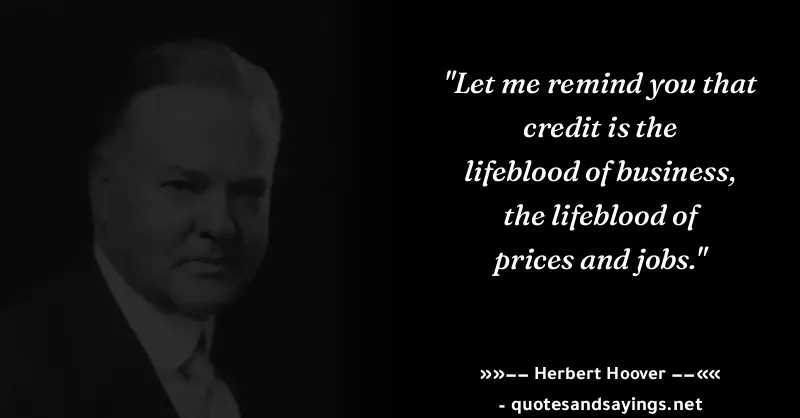 "Let me remind you that
credit is the
lifeblood of business,
the lifeblood of
prices and jobs."
»»−− Herbert Hoover −−««
- quotesandsayings.net